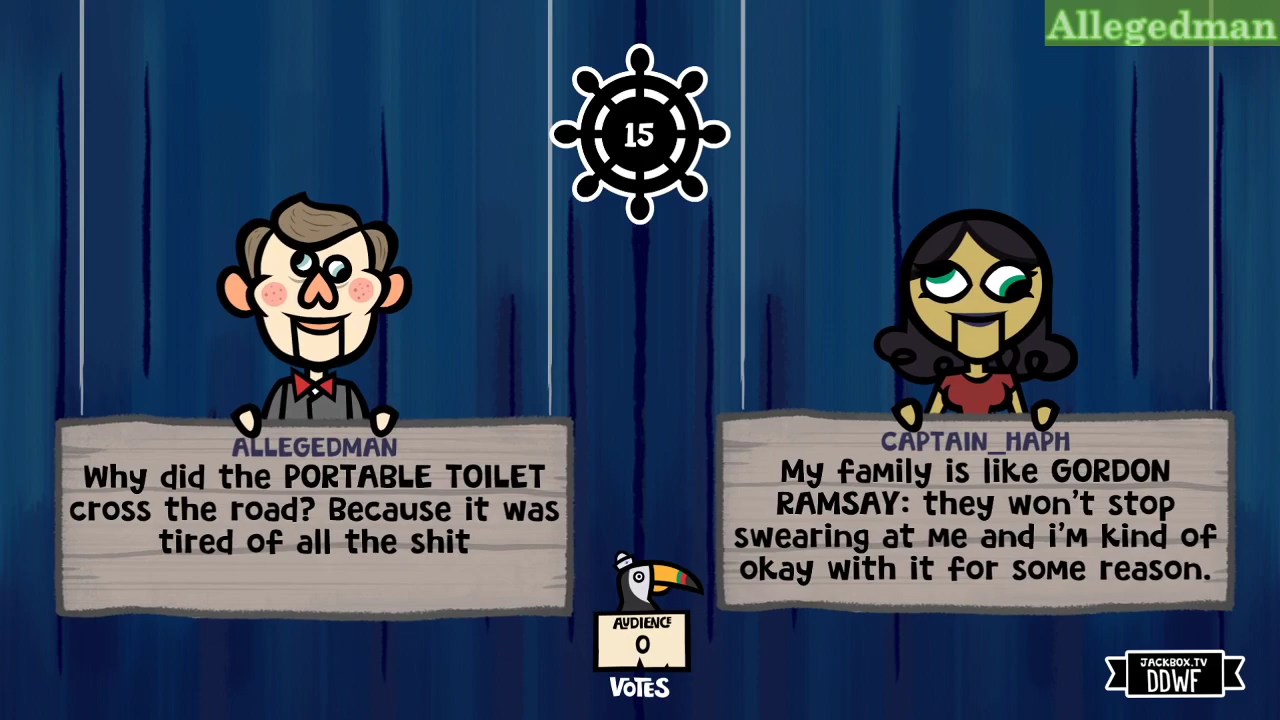 Allegedman
15
ALLEGEDMAN
Why did the PORTABLE TOILET
cross the road? Because it was
tired of all the shit
CAPTAIN_HAPH
My family is like GORDON
RAMSAY: they won't stop
swearing at me and i'm kind of
okay with it for some reason.
AUDIENCE
0
VOTES
JACKBOX.TV
DDWF